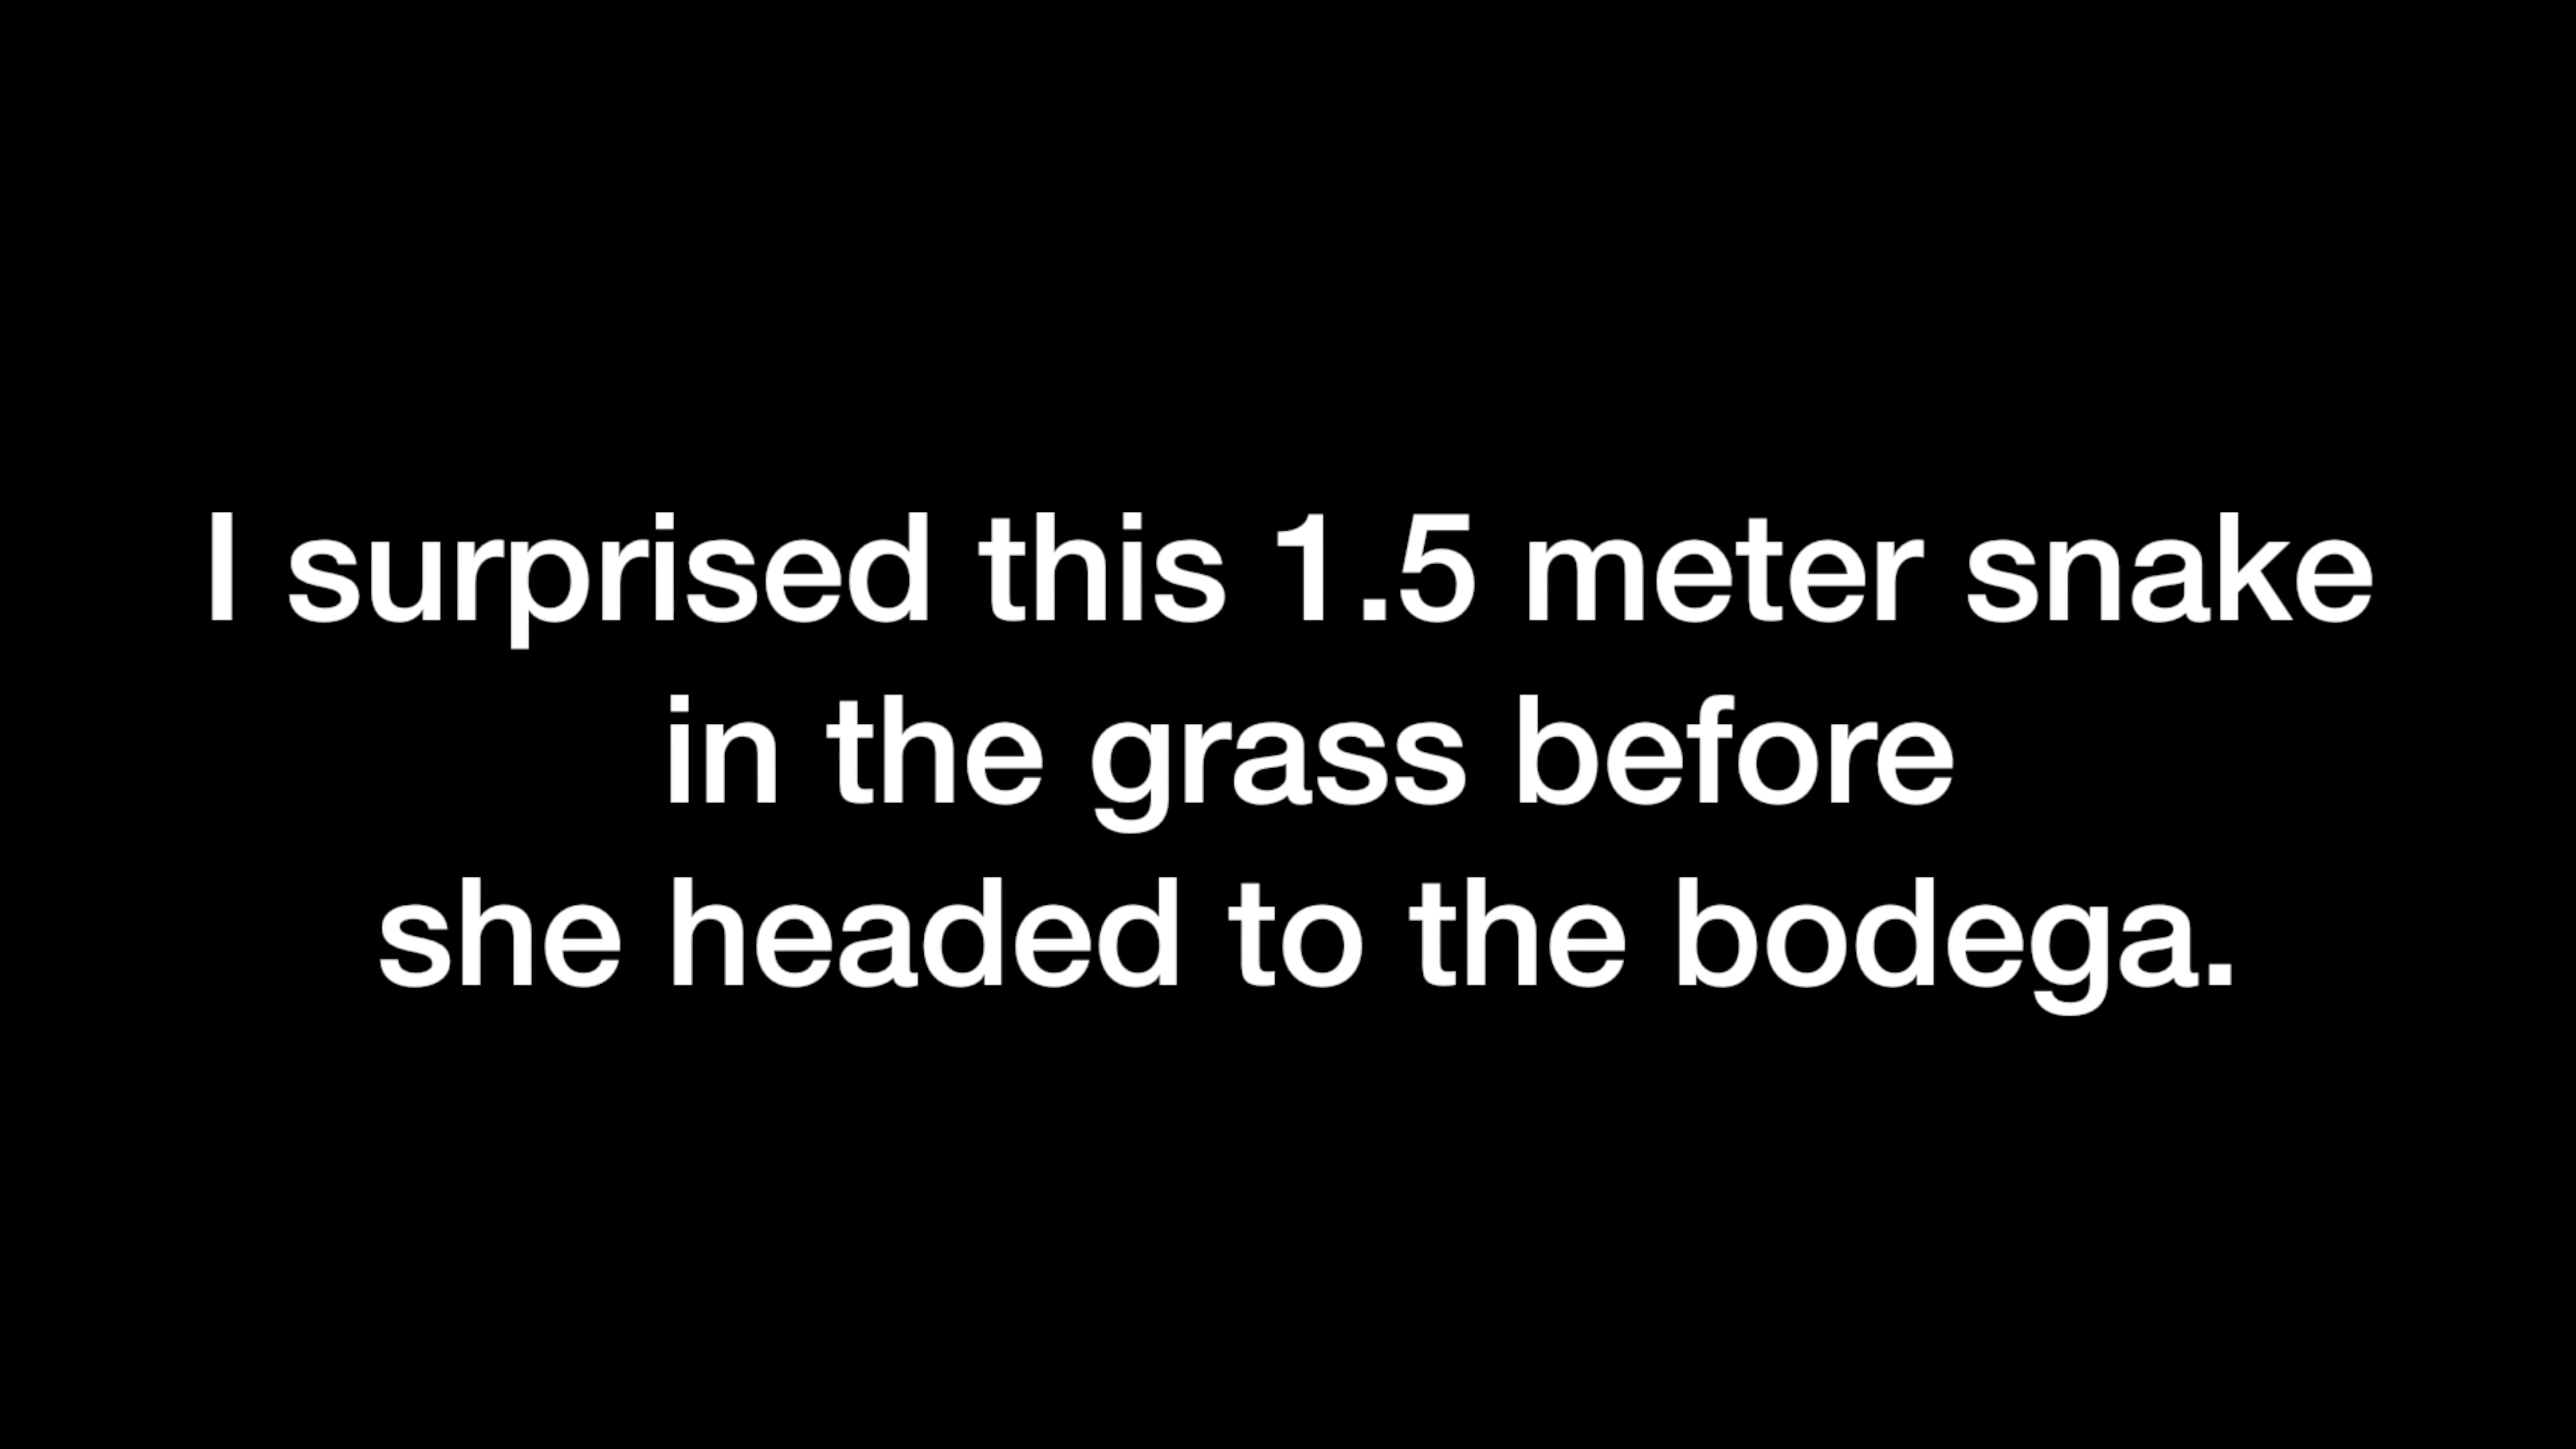 I surprised this 1.5 meter snake
in the grass before
she headed to the bodega.